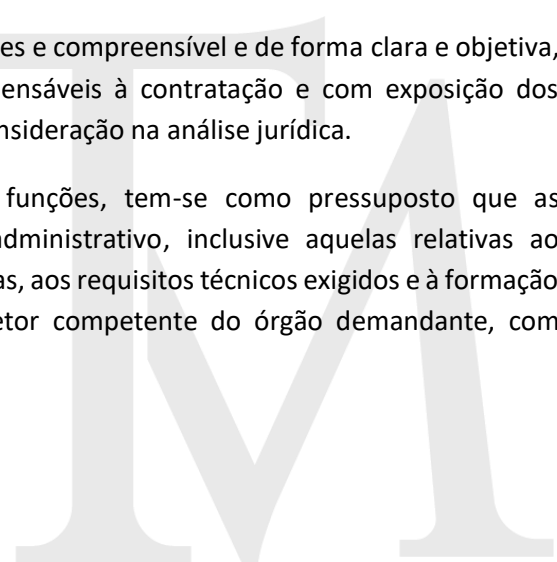 es e compreensível e de forma clara e objetiva,
ensáveis à contratação e com exposição dos
nsideração na análise jurídica.
funções, tem-se como pressuposto que as
administrativo, inclusive aquelas relativas ao
as, aos requisitos técnicos exigidos e à formação
etor competente do órgão demandante, com